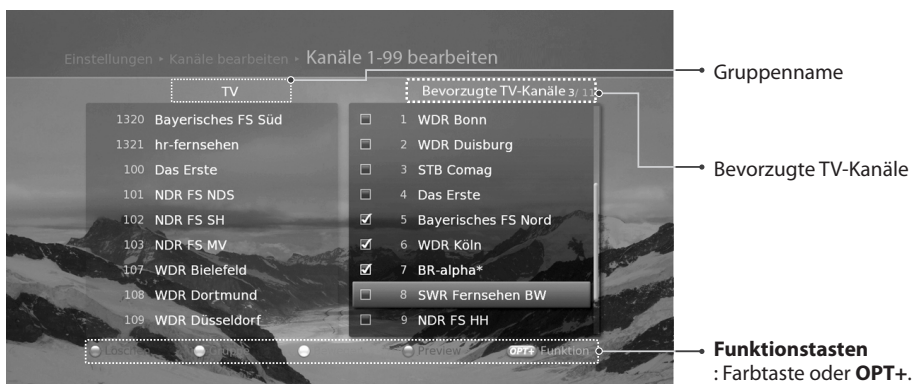 Einstellungen ▸ Kanäle bearbeiten ▸ Kanäle 1-99 bearbeiten
TV
Bevorzugte TV-Kanäle 3/ 11
Gruppenname
Bevorzugte TV-Kanäle
1320 Bayerisches FS Süd
1321 hr-fernsehen
100 Das Erste
101 NDR FS NDS
102 NDR FS SH
103 NDR FS MV
107 WDR Bielefeld
108 WDR Dortmund
109 WDR Düsseldorf
1 WDR Bonn
2 WDR Duisburg
3 STB Comag
4 Das Erste
5 Bayerisches FS Nord
6 WDR Köln
7 BR-alpha*
8 SWR Fernsehen BW
9 NDR FS HH
Löschen Gruppe Preview OPT+ Funktion
Funktionstasten
: Farbtaste oder OPT+.